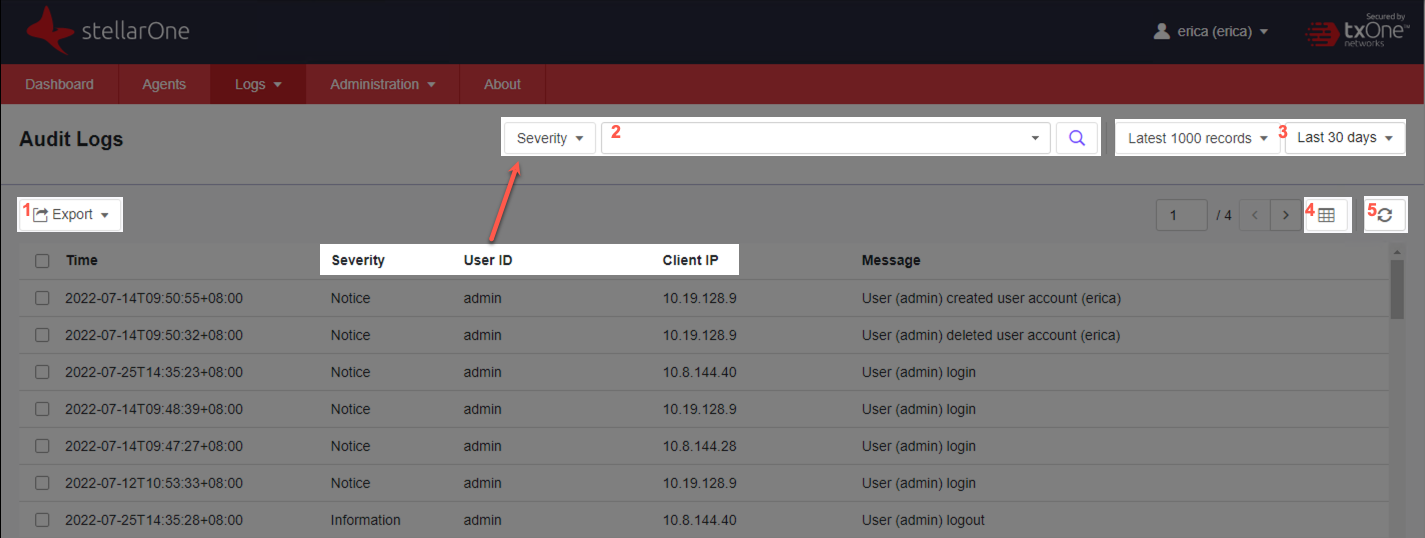 stellarOne
erica (erica)
Secured by
txOne™
networks
Dashboard Agents Logs Administration About
Audit Logs
Severity 2 Latest 1000 records 3 Last 30 days
1 Export 1 / 4 < > 4 5
Time Severity User ID Client IP Message
2022-07-14T09:50:55+08:00 Notice admin 10.19.128.9 User (admin) created user account (erica)
2022-07-14T09:50:32+08:00 Notice admin 10.19.128.9 User (admin) deleted user account (erica)
2022-07-25T14:35:23+08:00 Notice admin 10.8.144.40 User (admin) login
2022-07-14T09:48:39+08:00 Notice admin 10.19.128.9 User (admin) login
2022-07-14T09:47:27+08:00 Notice admin 10.8.144.28 User (admin) login
2022-07-12T10:53:33+08:00 Notice admin 10.19.128.9 User (admin) login
2022-07-25T14:35:28+08:00 Information admin 10.8.144.40 User (admin) logout